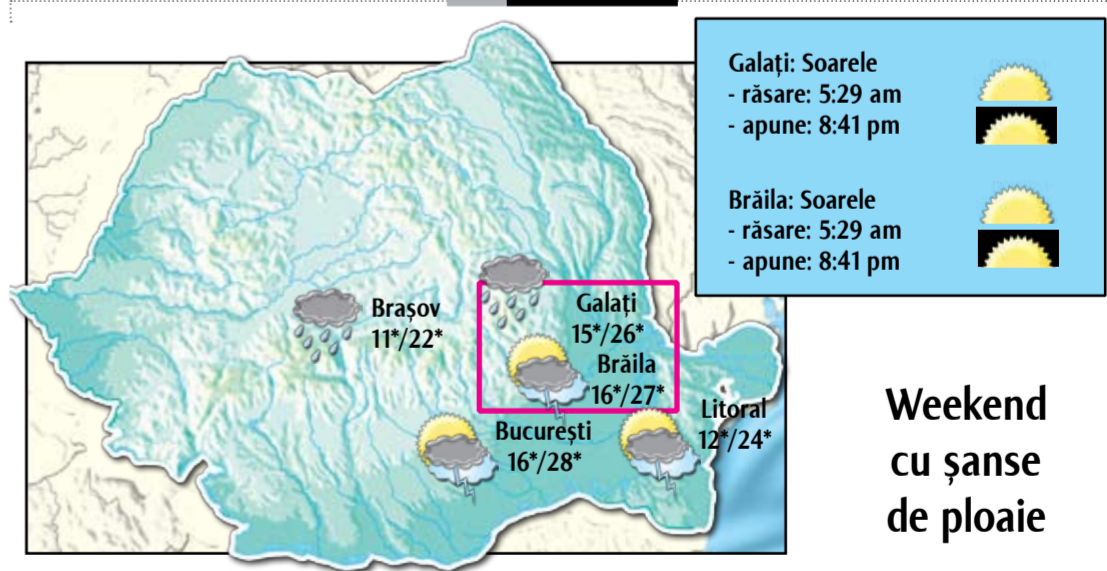 Galați: Soarele
- răsare: 5:29 am
- apune: 8:41 pm
Brăila: Soarele
- răsare: 5:29 am
- apune: 8:41 pm
Brașov
11*/22*
Galați
15*/26*
Brăila
16*/27*
București
16*/28*
Litoral
12*/24*
Weekend
cu șanse
de ploaie